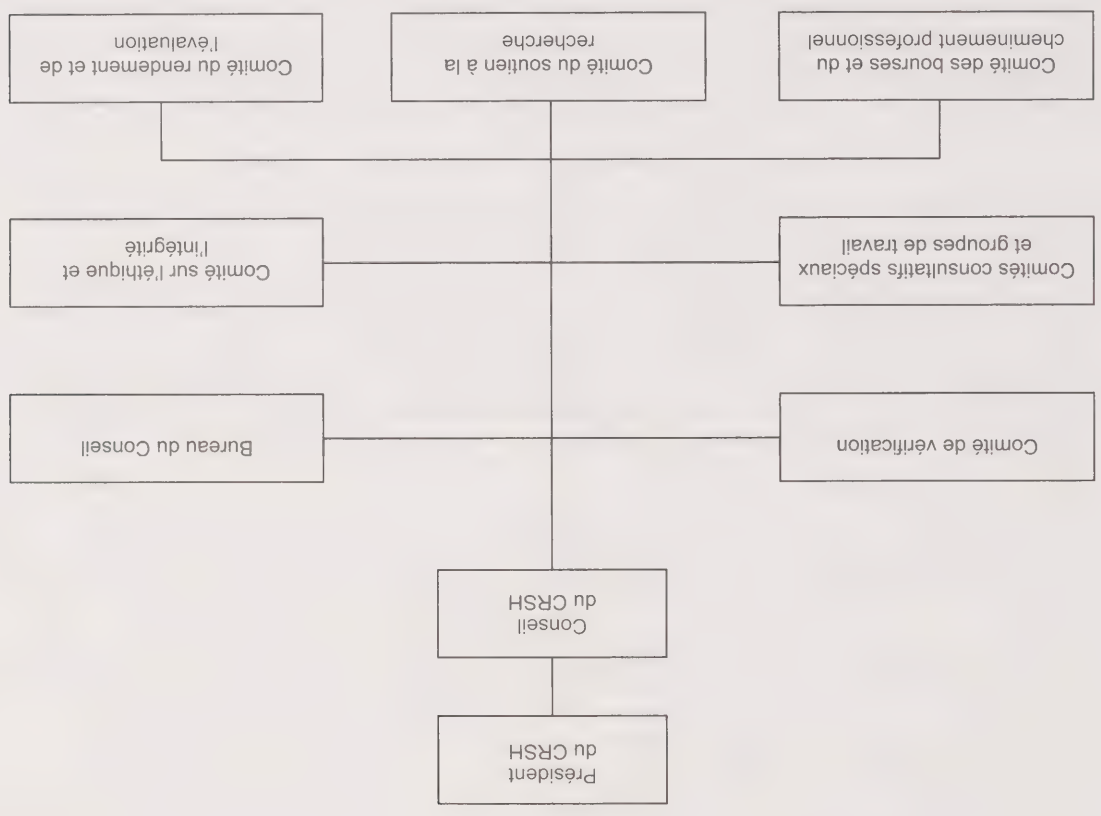 Président
du CRSH
Conseil
du CRSH
Comité de vérification
Bureau du Conseil
Comités consultatifs spéciaux
et groupes de travail
Comité sur l'éthique et
l'intégrité
Comité des bourses et du
cheminement professionnel
Comité du soutien à la
recherche
Comité du rendement et de
l'évaluation